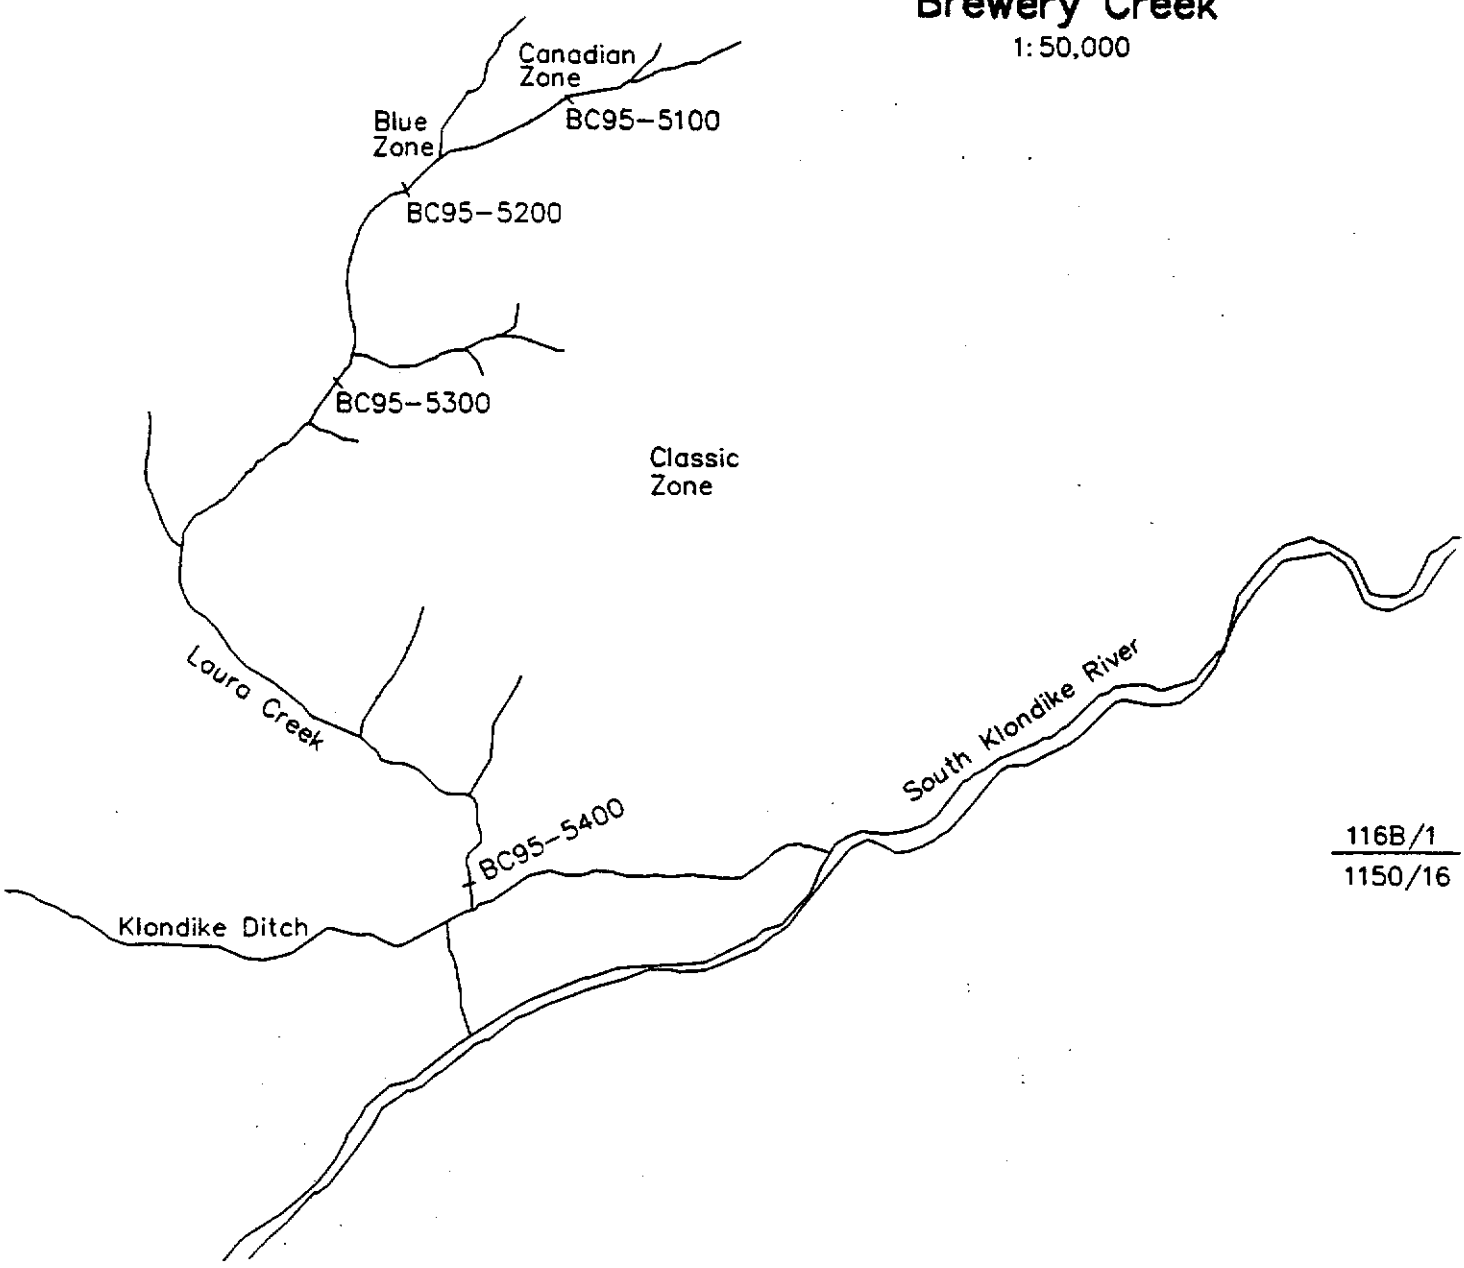 Brewery Creek
1:50,000
Canadian
Zone
BC95-5100
Blue
Zone
BC95-5200
BC95-5300
Classic
Zone
Laura Creek
South Klondike River
BC95-5400
116B/1
1150/16
Klondike Ditch